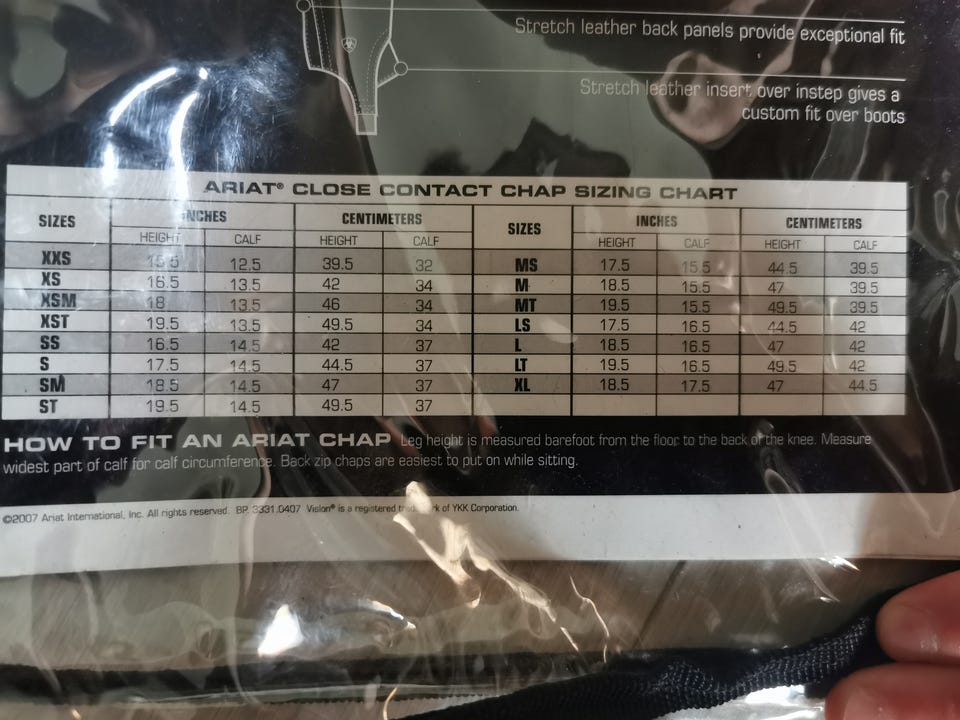 Stretch leather back panels provide exceptional fit
Stretch leather insert over instep gives a
custom fit over boots
ARIAT® CLOSE CONTACT CHAP SIZING CHART
SIZES INCHES CENTIMETERS SIZES INCHES CENTIMETERS
HEIGHT CALF HEIGHT CALF HEIGHT CALF HEIGHT CALF
XXS 15.5 12.5 39.5 32 MS 17.5 15.5 44.5 39.5
XS 16.5 13.5 42 34 M 18.5 15.5 47 39.5
XSM 18 13.5 46 34 MT 19.5 15.5 49.5 39.5
XST 19.5 13.5 49.5 34 LS 17.5 16.5 44.5 42
SS 16.5 14.5 42 37 L 18.5 16.5 47 42
S 17.5 14.5 44.5 37 LT 19.5 16.5 49.5 42
SM 18.5 14.5 47 37 XL 18.5 17.5 47 44.5
ST 19.5 14.5 49.5 37
HOW TO FIT AN ARIAT CHAP Leg height is measured barefoot from the floor to the back of the knee. Measure
widest part of calf for calf circumference. Back zip chaps are easiest to put on while sitting.
©2007 Ariat International, Inc. All rights reserved. BP. 3331.0407 Vislon® is a registered trademark of YKK Corporation.